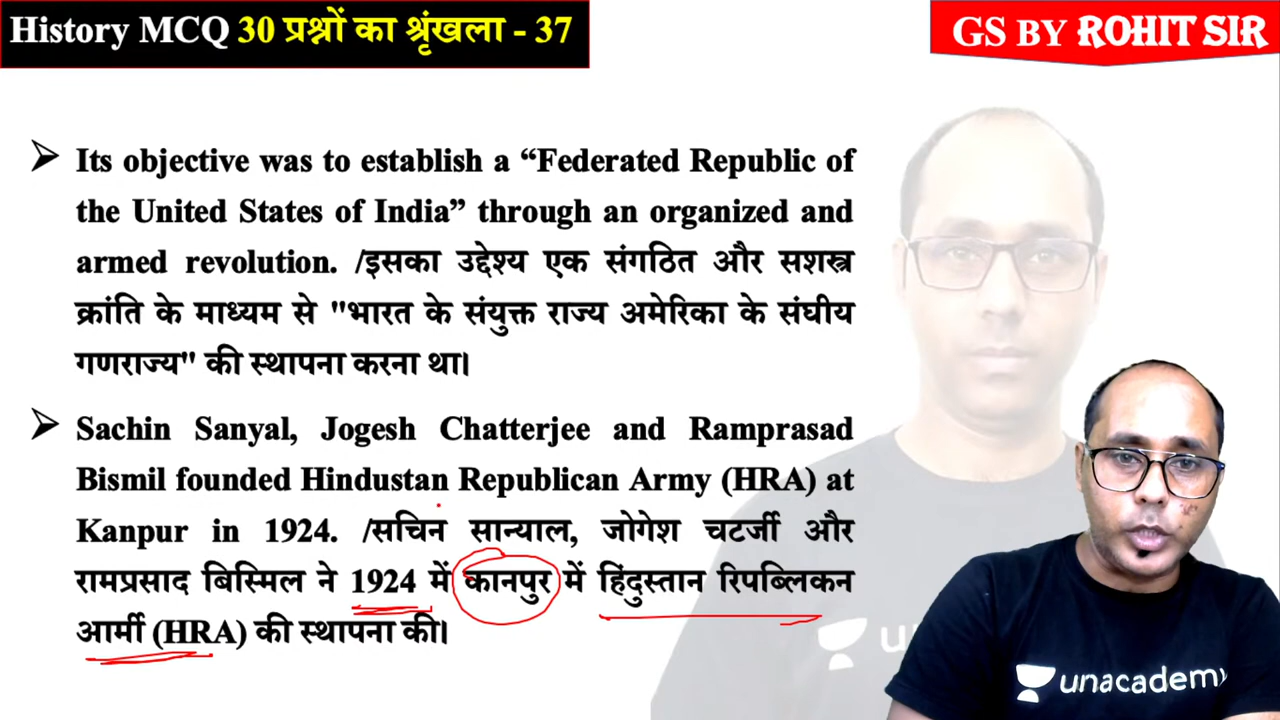 History MCQ 30 प्रश्नों का श्रृंखला - 37
GS BY ROHIT SIR
Its objective was to establish a “Federated Republic of
the United States of India” through an organized and
armed revolution. /इसका उद्देश्य एक संगठित और सशस्त्र
क्रांति के माध्यम से "भारत के संयुक्त राज्य अमेरिका के संघीय
गणराज्य" की स्थापना करना था।
Sachin Sanyal, Jogesh Chatterjee and Ramprasad
Bismil founded Hindustan Republican Army (HRA) at
Kanpur in 1924. /सचिन सान्याल, जोगेश चटर्जी और
रामप्रसाद बिस्मिल ने 1924 में कानपुर में हिंदुस्तान रिपब्लिकन
आर्मी (HRA) की स्थापना की।
unacademy